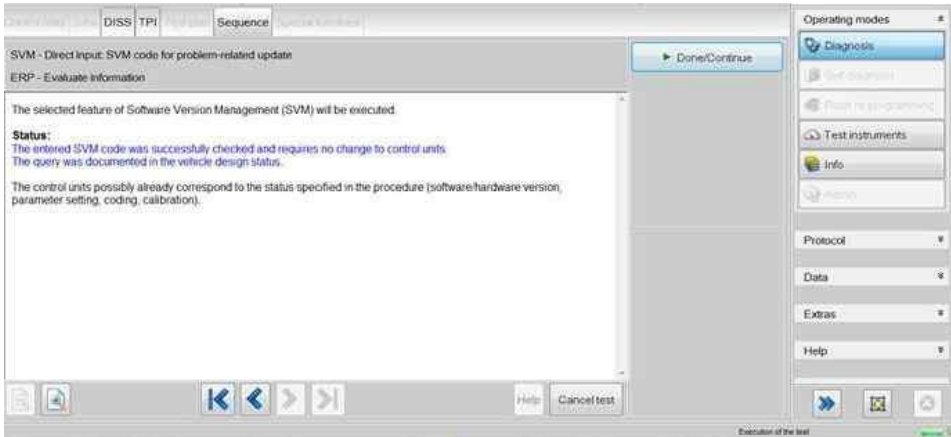 DISS TPI Sequence
Operating modes
SVM - Direct input: SVM code for problem-related update
Done/Continue
Diagnosis
ERP - Evaluate information
The selected feature of Software Version Management (SVM) will be executed.
Status:
Test instruments
The entered SVM code was successfully checked and requires no change to control units.
The query was documented in the vehicle design status.
Info
The control units possibly already correspond to the status specified in the procedure (software/hardware version,
parameter setting, coding, calibration).
Protocol
Data
Extras
Help
Help
Cancel test
Execution of the test